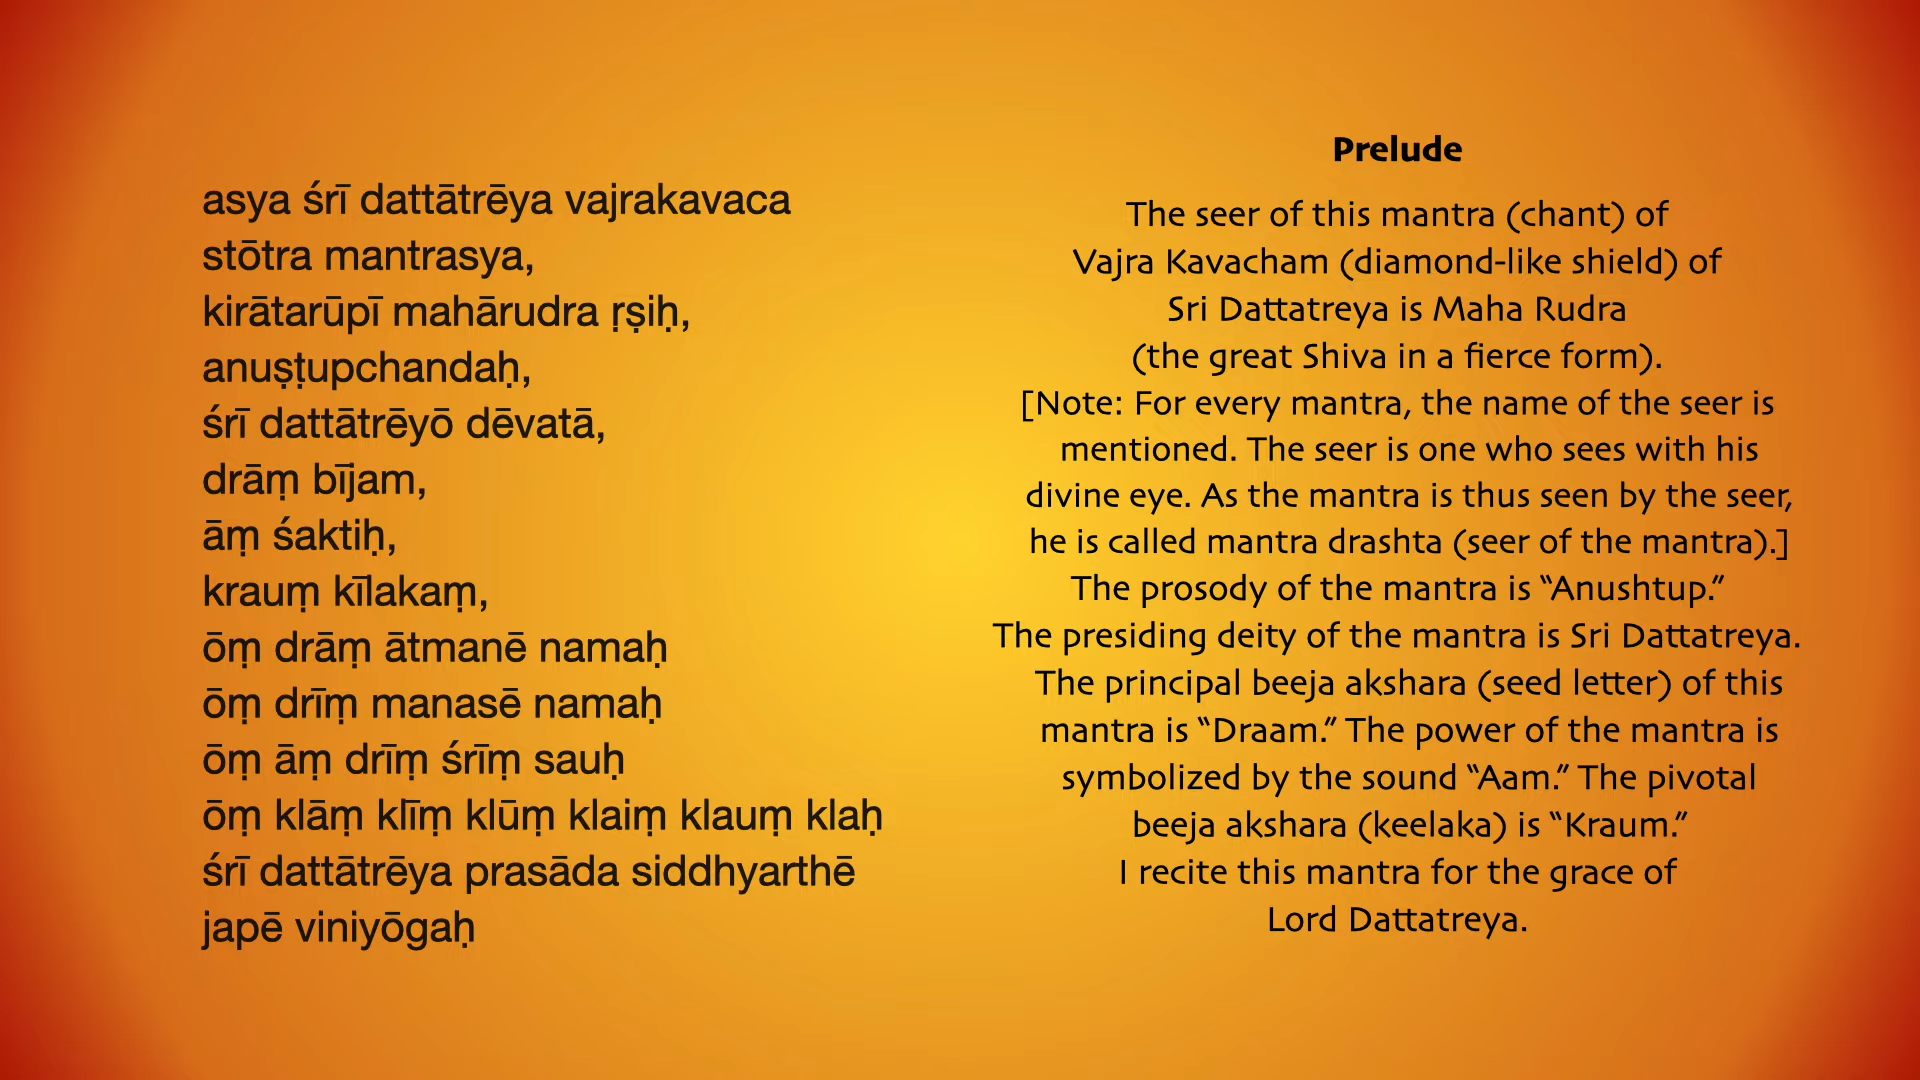 asya śrī dattātrēya vajrakavaca
stōtra mantrasya,
kirātarūpī mahārudra ṛṣiḥ,
anuṣṭupchandaḥ,
śrī dattātrēyō dēvatā,
drāṃ bījam,
āṃ śaktiḥ,
krauṃ kīlakaṃ,
ōṃ drāṃ ātmanē namaḥ
ōṃ drīṃ manasē namaḥ
ōṃ āṃ drīṃ śrīṃ sauḥ
ōṃ klāṃ klīṃ klūṃ klaiṃ klauṃ klaḥ
śrī dattātrēya prasāda siddhyarthē
japē viniyōgaḥ
Prelude
The seer of this mantra (chant) of
Vajra Kavacham (diamond-like shield) of
Sri Dattatreya is Maha Rudra
(the great Shiva in a fierce form).
[Note: For every mantra, the name of the seer is
mentioned. The seer is one who sees with his
divine eye. As the mantra is thus seen by the seer,
he is called mantra drashta (seer of the mantra).]
The prosody of the mantra is “Anushtup.”
The presiding deity of the mantra is Sri Dattatreya.
The principal beeja akshara (seed letter) of this
mantra is “Draam.” The power of the mantra is
symbolized by the sound “Aam.” The pivotal
beeja akshara (keelaka) is “Kraum.”
I recite this mantra for the grace of
Lord Dattatreya.